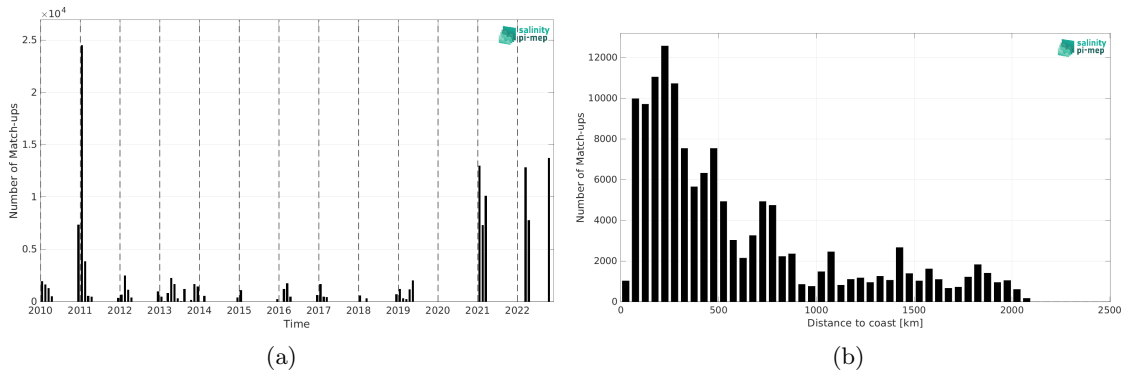 ×10⁴
2.5
2
1.5
1
0.5
0
2010 2011 2012 2013 2014 2015 2016 2017 2018 2019 2020 2021 2022
Time
Number of Match-ups
salinity
pi-mep
(a)
12000
10000
8000
6000
4000
2000
0
0 500 1000 1500 2000 2500
Distance to coast [km]
Number of Match-ups
salinity
pi-mep
(b)